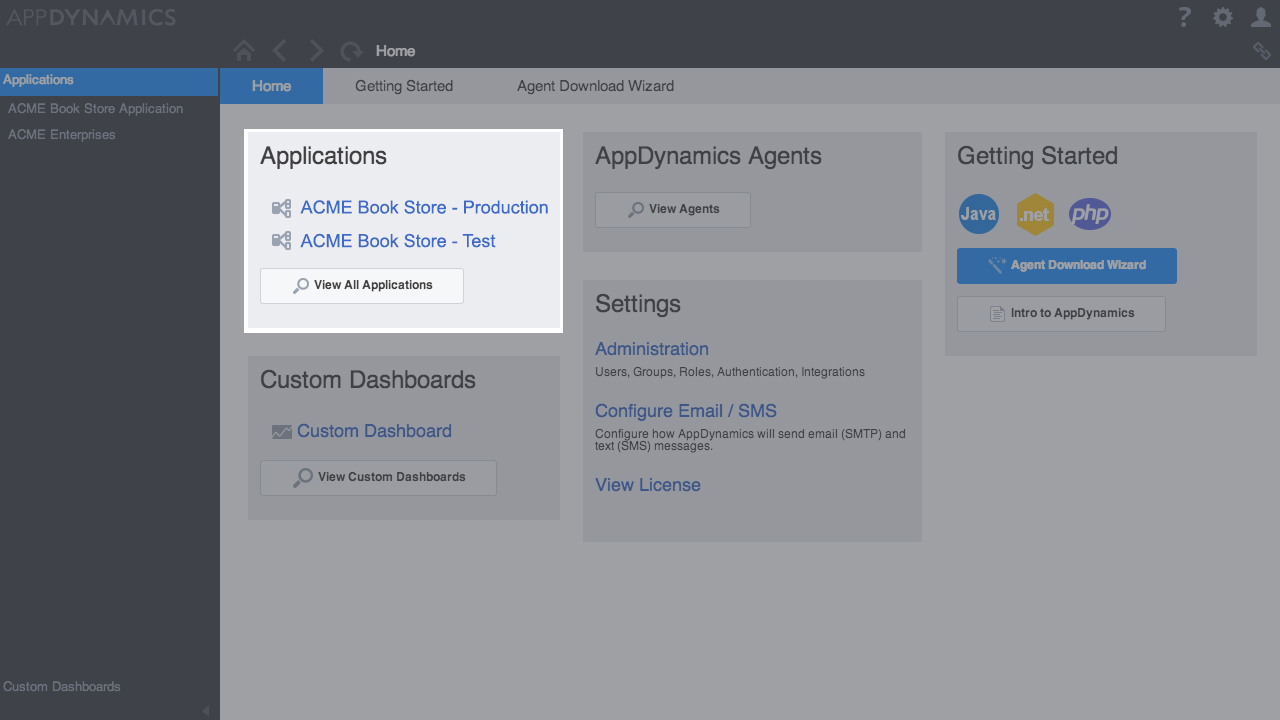 APPDYNAMICS
?
Home
Applications
ACME Book Store Application
ACME Enterprises
Custom Dashboards
Home
Getting Started
Agent Download Wizard
Applications
ACME Book Store - Production
ACME Book Store - Test
View All Applications
Custom Dashboards
Custom Dashboard
View Custom Dashboards
AppDynamics Agents
View Agents
Settings
Administration
Users, Groups, Roles, Authentication, Integrations
Configure Email / SMS
Configure how AppDynamics will send email (SMTP) and
text (SMS) messages.
View License
Getting Started
Java
.net
php
Agent Download Wizard
Intro to AppDynamics